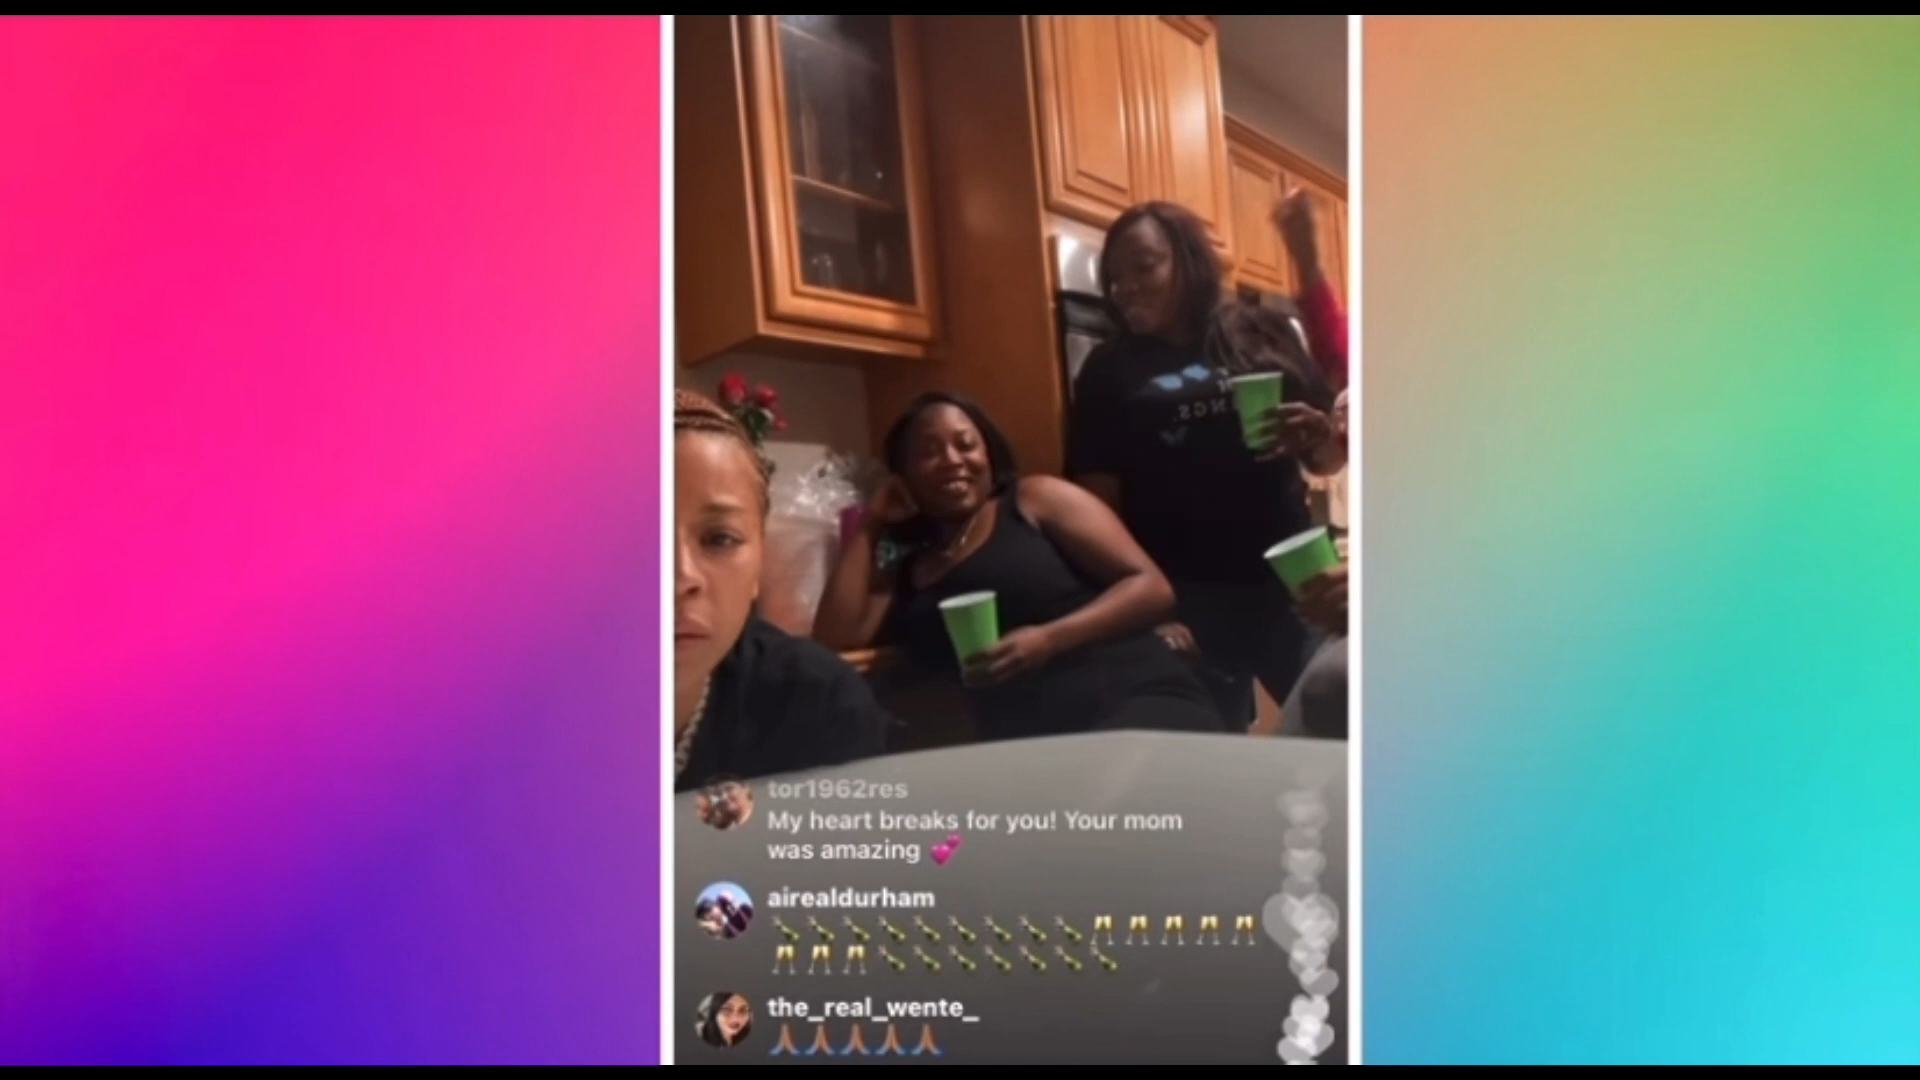 tor1962res
My heart breaks for you! Your mom
was amazing 💕
airealdurham
🍾🍾🍾🍾🍾🍾🍾🍾🍾🥂🥂🥂🥂🥂
🥂🥂🥂🍾🍾🍾🍾🍾🍾🍾
the_real_wente_
🙏🏽🙏🏽🙏🏽🙏🏽🙏🏽